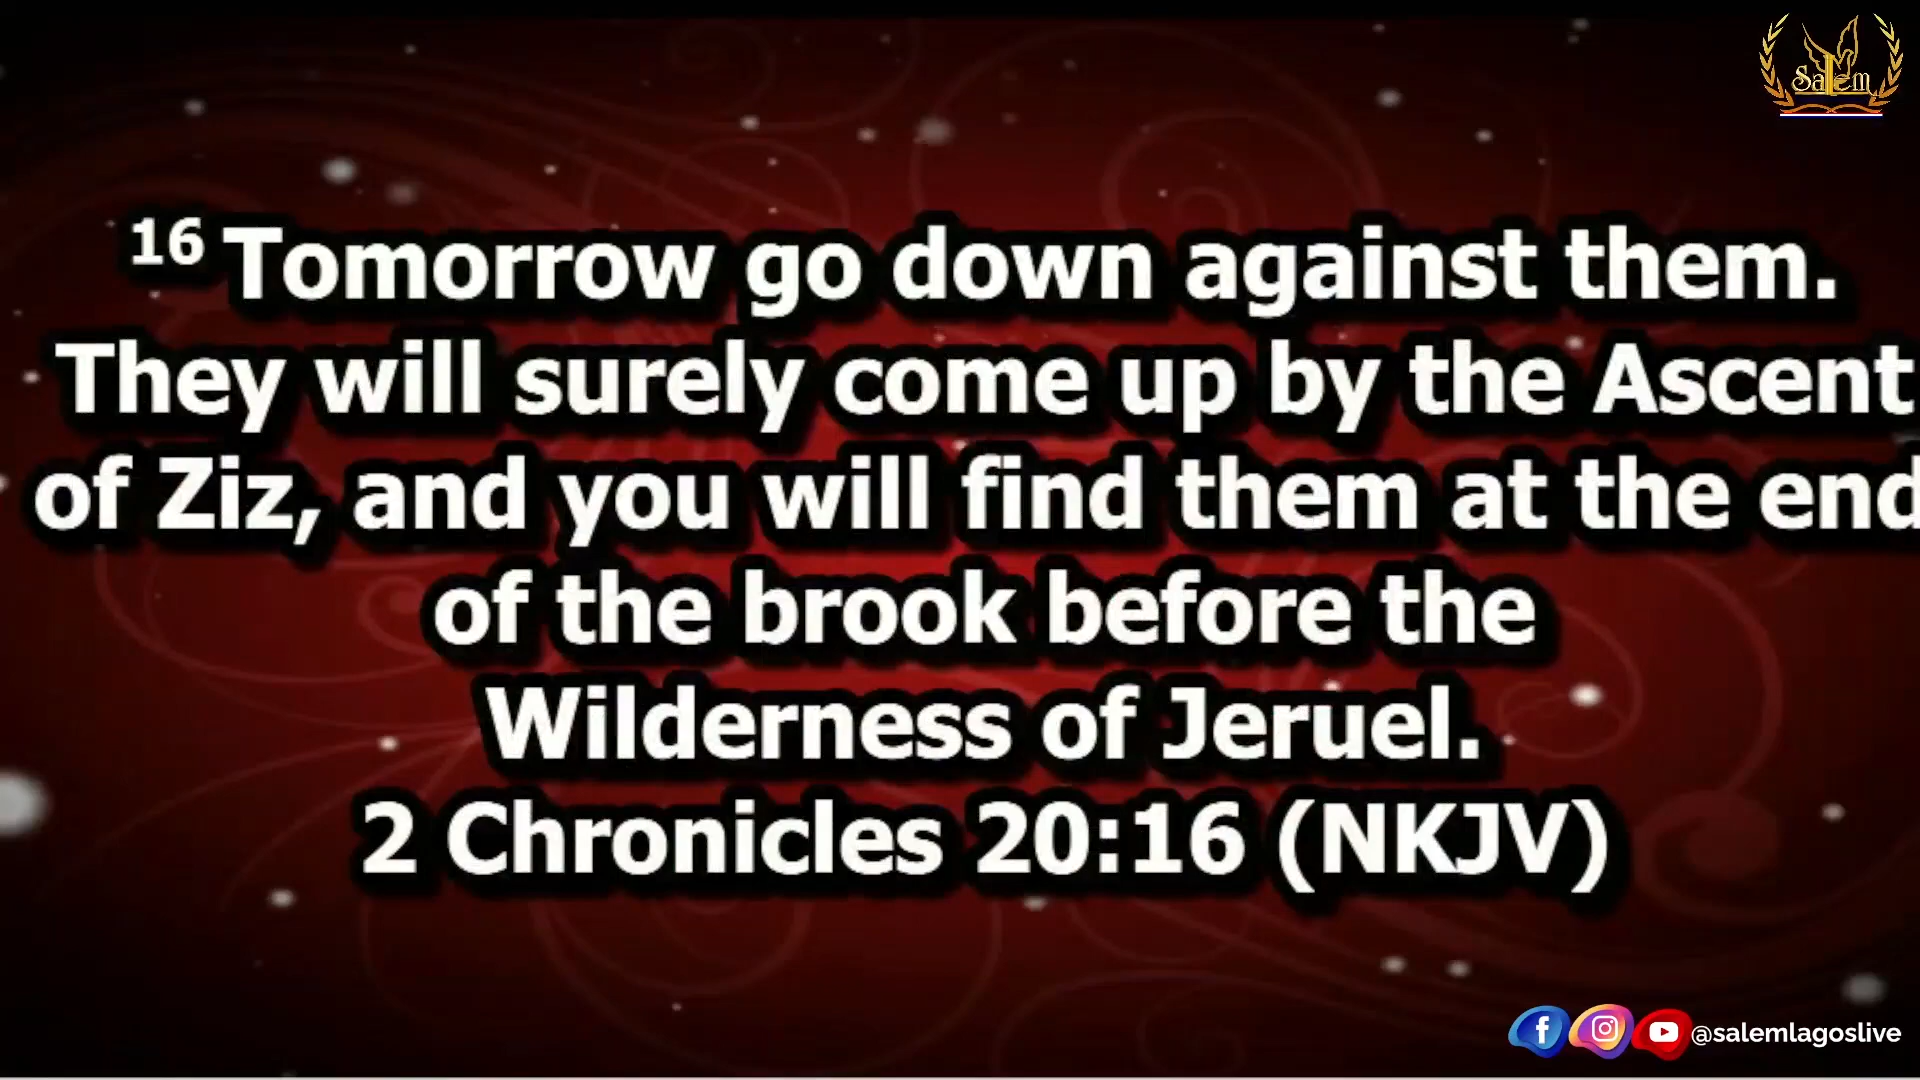 Salem
16 Tomorrow go down against them.
They will surely come up by the Ascent
of Ziz, and you will find them at the end
of the brook before the
Wilderness of Jeruel.
2 Chronicles 20:16 (NKJV)
@salemlagoslive